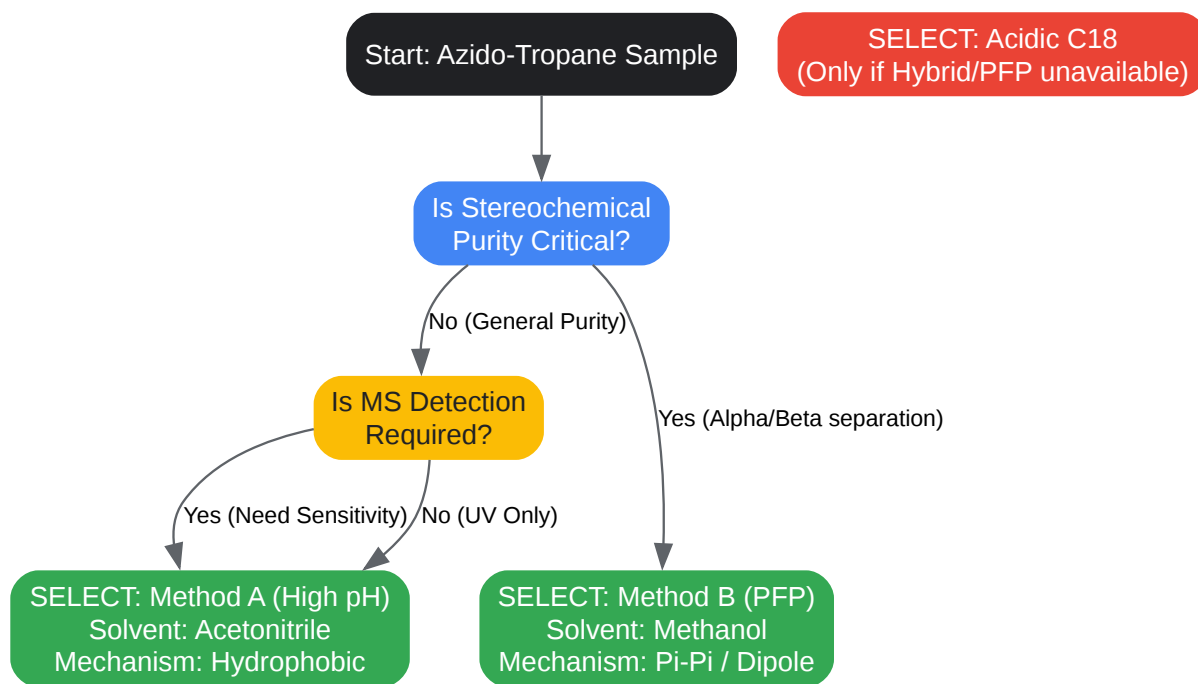 Start: Azido-Tropane Sample
SELECT: Acidic C18
(Only if Hybrid/PFP unavailable)
Is Stereochemical
Purity Critical?
No (General Purity)
Is MS Detection
Required?
Yes (Alpha/Beta separation)
Yes (Need Sensitivity)
No (UV Only)
SELECT: Method A (High pH)
Solvent: Acetonitrile
Mechanism: Hydrophobic
SELECT: Method B (PFP)
Solvent: Methanol
Mechanism: Pi-Pi / Dipole